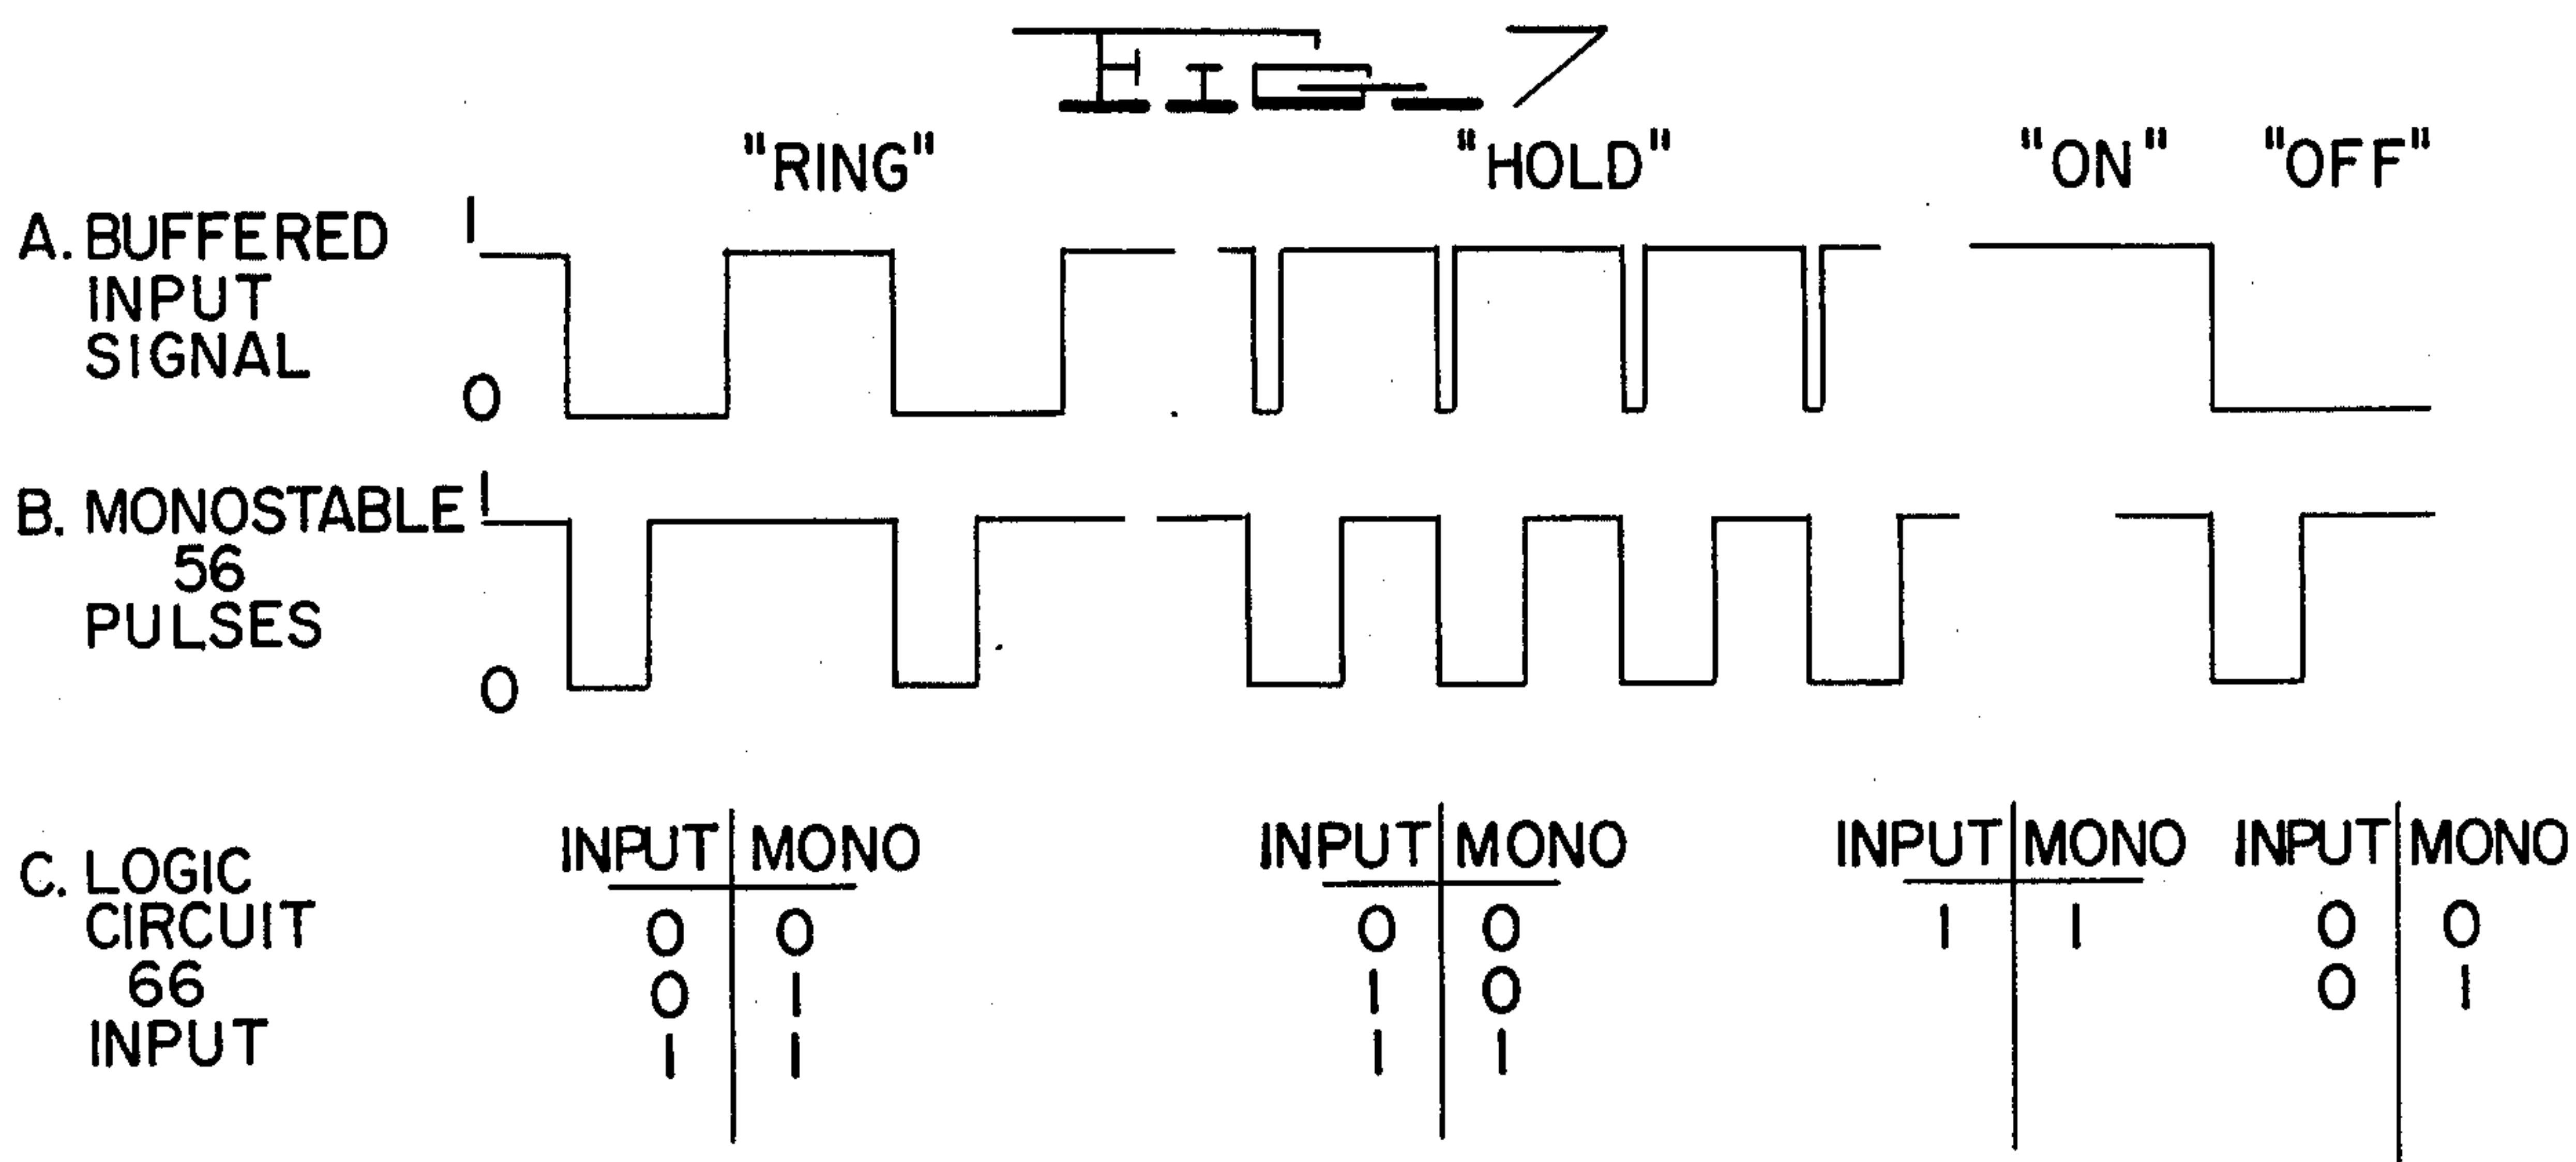 FIG. 7
"RING" "HOLD" "ON" "OFF"
A. BUFFERED INPUT SIGNAL
1
0
B. MONOSTABLE 56 PULSES
1
0
C. LOGIC CIRCUIT 66 INPUT
INPUT MONO
0 0
0 1
1 1
INPUT MONO
0 0
1 0
1 1
INPUT MONO
1 1
INPUT MONO
0 0
0 1